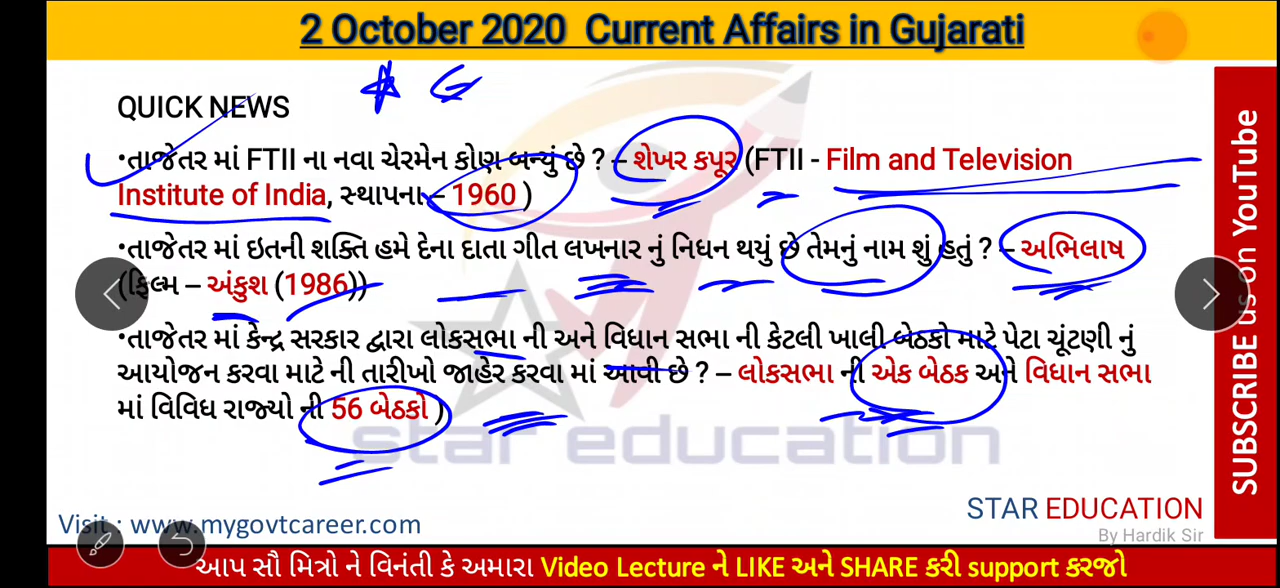 2 October 2020 Current Affairs in Gujarati
QUICK NEWS
•તાજેતર માં FTII ના નવા ચેરમેન કોણ બન્યું છે ? – શેખર કપૂર (FTII - Film and Television
Institute of India, સ્થાપના – 1960 )
•તાજેતર માં ઇતની શક્તિ હમે દેના દાતા ગીત લખનાર નું નિધન થયું છે તેમનું નામ શું હતું ? – અભિલાષ
(ફિલ્મ – અંકુશ (1986))
•તાજેતર માં કેન્દ્ર સરકાર દ્વારા લોકસભા ની અને વિધાન સભા ની કેટલી ખાલી બેઠકો માટે પેટા ચૂંટણી નું
આયોજન કરવા માટે ની તારીખો જાહેર કરવા માં આવી છે ? – લોકસભા ની એક બેઠક અને વિધાન સભા
માં વિવિધ રાજ્યો ની 56 બેઠકો )
star education
STAR EDUCATION
By Hardik Sir
Visit : www.mygovtcareer.com
આપ સૌ મિત્રો ને વિનંતી કે અમારા Video Lecture ને LIKE અને SHARE કરી support કરજો
SUBSCRIBE us on YouTube